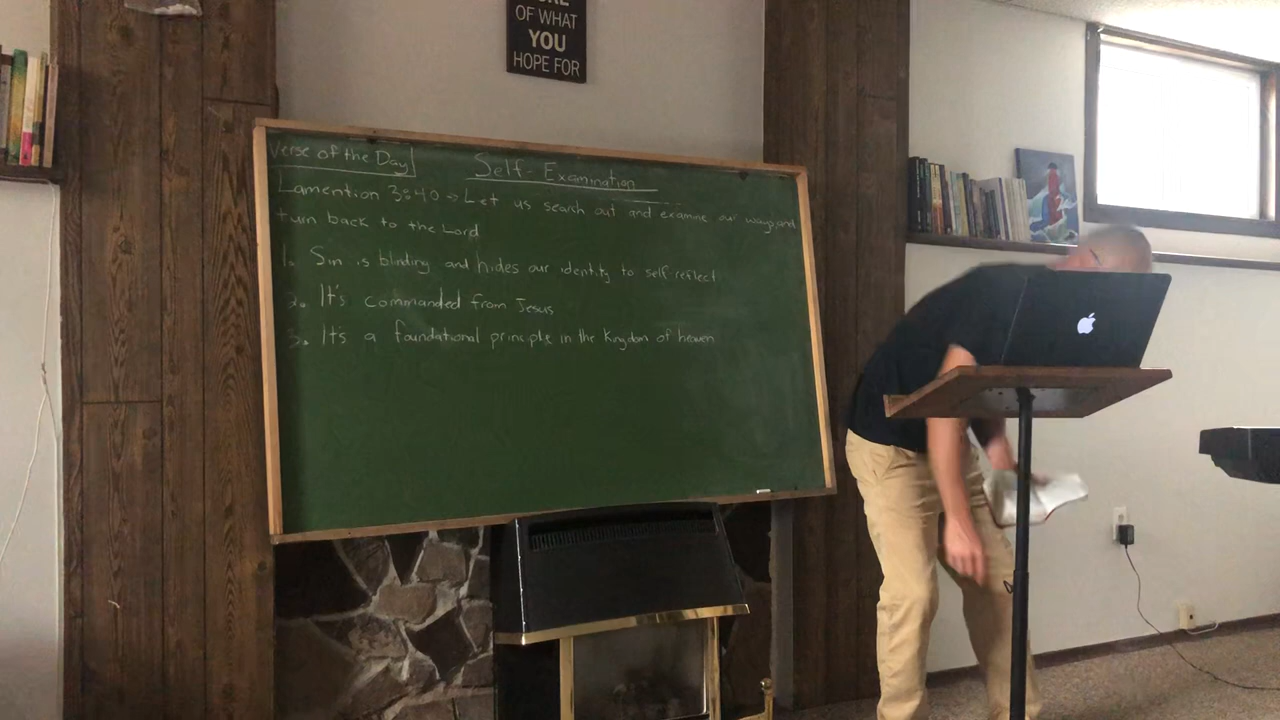 OF WHAT
YOU
HOPE FOR
Verse of the Day
Self-Examination
Lamention 3:40 -> Let us search out and examine our ways, and
turn back to the Lord
1. Sin is blinding and hides our identity to self-reflect
2. It's commanded from Jesus
3. It's a foundational principle in the kingdom of heaven